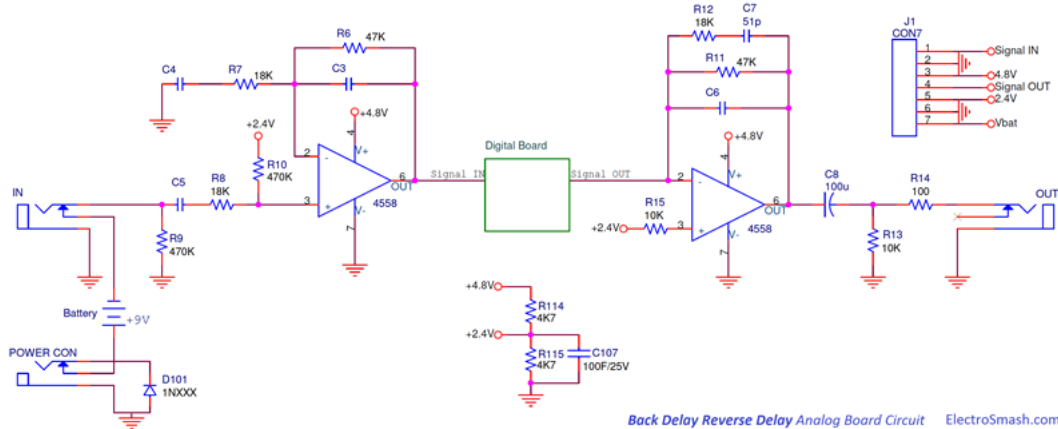 R6
47K
C4
R7
18K
C3
+4.8V
+2.4V
4
2
-
V+
R10
470K
6
OUT
IN
C5
R8
18K
3
+
V-
4558
R9
470K
7
Battery
+9V
POWER CON
D101
1NXXX
Digital Board
Signal IN
Signal OUT
+4.8V
R114
4K7
+2.4V
R115
4K7
C107
100F/25V
R12
18K
C7
51p
R11
47K
C6
+4.8V
4
2
-
V+
6
OUT
R15
10K
+2.4V
3
+
V-
4558
7
C8
100u
R14
100
R13
10K
OUT
J1
CON7
1
Signal IN
2
3
4.8V
4
Signal OUT
5
2.4V
6
7
Vbat
Back Delay Reverse Delay Analog Board Circuit ElectroSmash.com